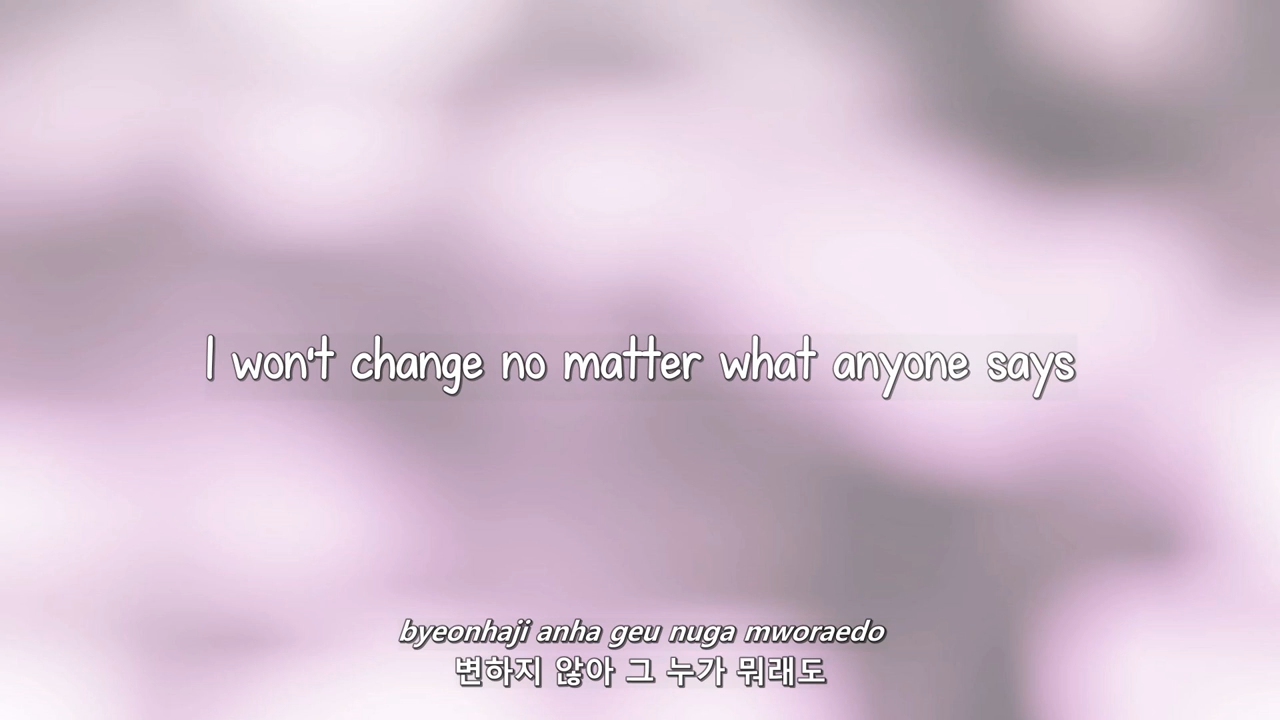 I won't change no matter what anyone says
byeonhaji anha geu nuga mworaedo
변하지 않아 그 누가 뭐래도